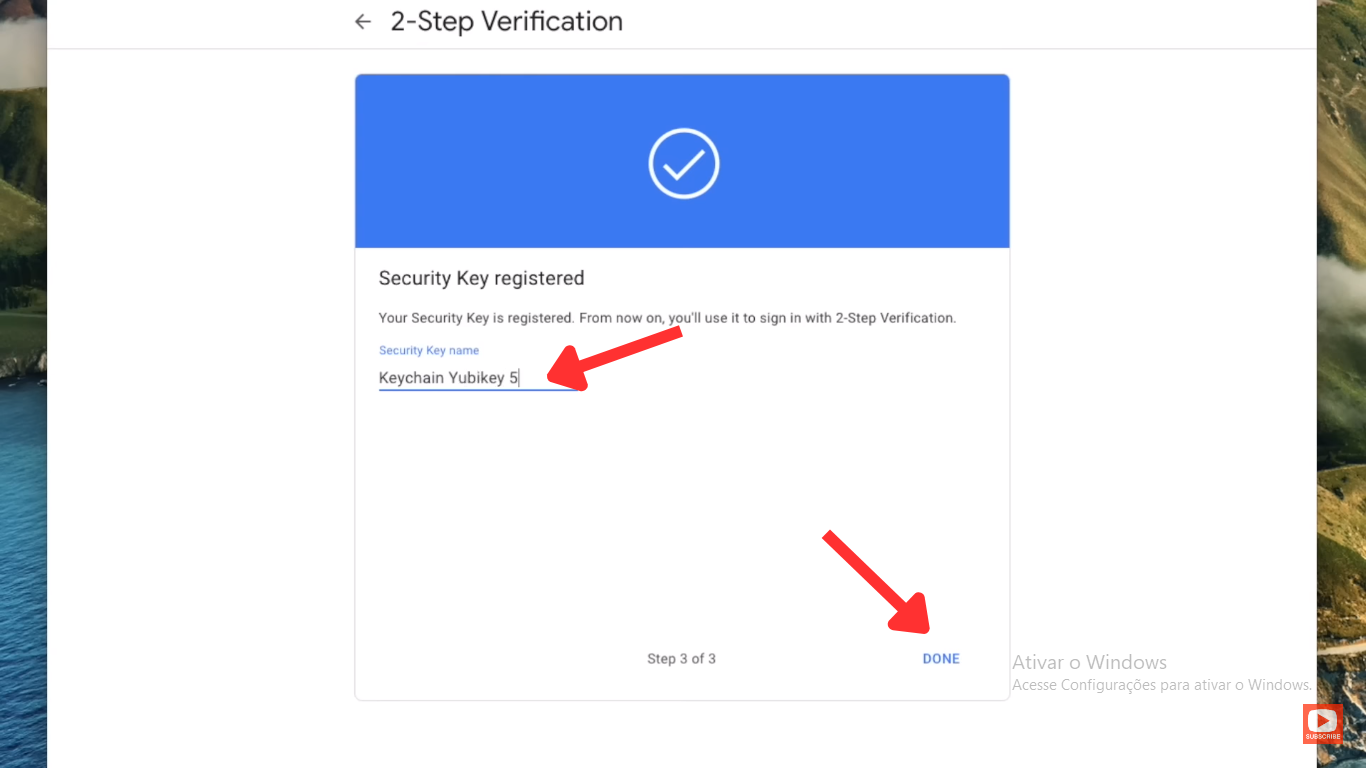 2-Step Verification
Security Key registered
Your Security Key is registered. From now on, you'll use it to sign in with 2-Step Verification.
Security Key name
Keychain Yubikey 5
Step 3 of 3
DONE
Ativar o Windows
Acesse Configurações para ativar o Windows.
SUBSCRIBE